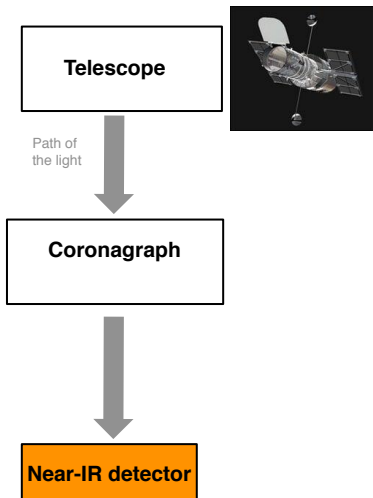 Telescope
Path of
the light
Coronagraph
Near-IR detector